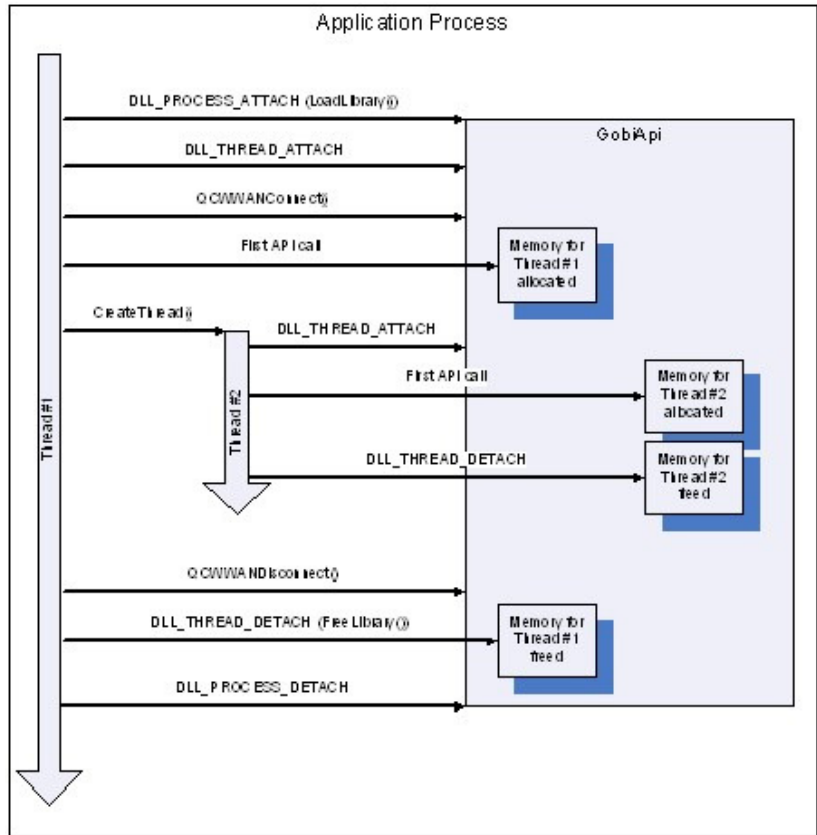 Application Process
DLL_PROCESS_ATTACH (LoadLibrary())
GobiApi
DLL_THREAD_ATTACH
QCWWANConnect()
First API call
Memory for
Thread #1
allocated
CreateThread()
DLL_THREAD_ATTACH
First API call
Memory for
Thread #2
allocated
Thread #1
Thread #2
DLL_THREAD_DETACH
Memory for
Thread #2
freed
QCWWANDisconnect()
DLL_THREAD_DETACH (FreeLibrary())
Memory for
Thread #1
freed
DLL_PROCESS_DETACH